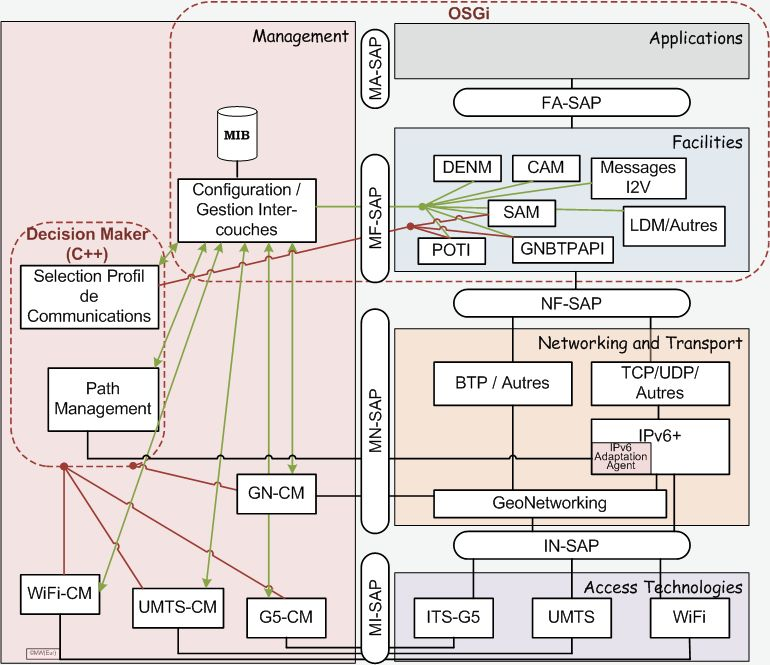 OSGi
Management
MA-SAP
Applications
FA-SAP
MIB
Facilities
DENM
CAM
Messages
I2V
Configuration /
Gestion Inter-
couches
MF-SAP
SAM
LDM/Autres
POTI
GNBTPAPI
Decision Maker
(C++)
Selection Profil
de
Communications
NF-SAP
MN-SAP
Networking and Transport
BTP / Autres
TCP/UDP/
Autres
Path
Management
IPv6+
IPv6
Adaptation
Agent
GN-CM
GeoNetworking
IN-SAP
MI-SAP
Access Technologies
WiFi-CM
UMTS-CM
G5-CM
ITS-G5
UMTS
WiFi